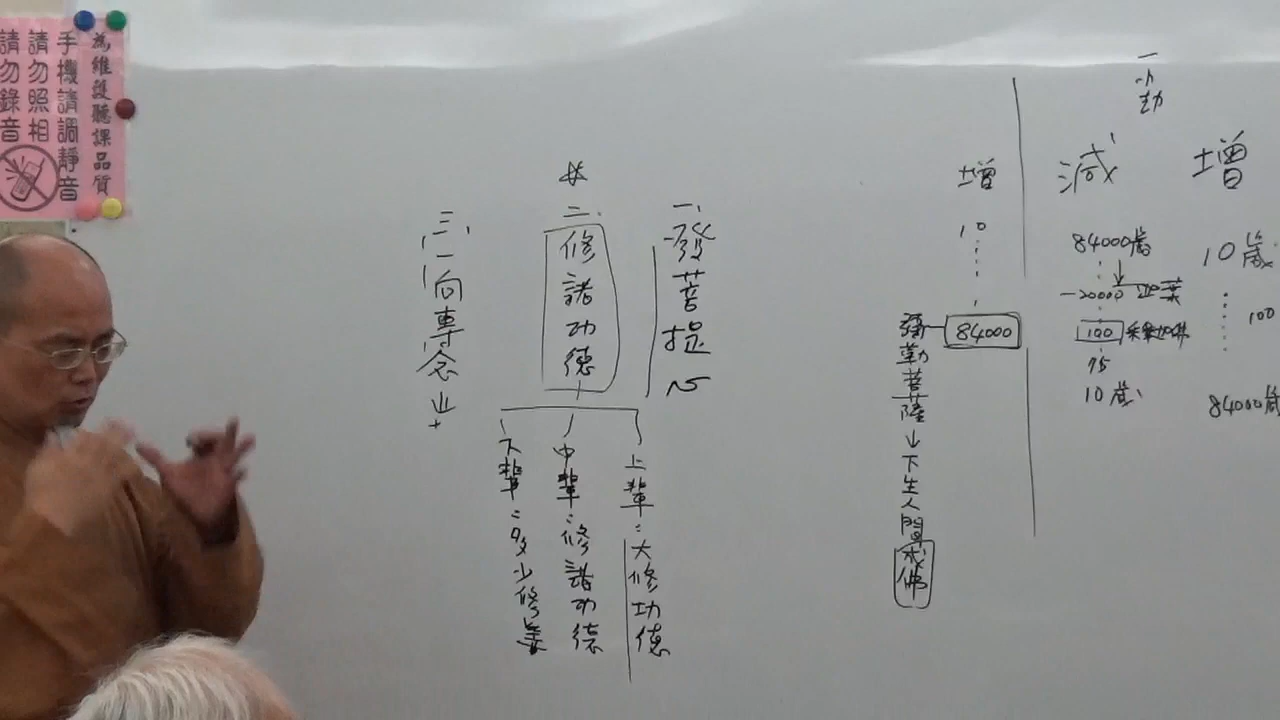 為維護聽課品質
手機請調靜音
請勿照相
請勿錄音
一小劫
增
10歲
100
84000歲
減
84000歲
20000
100
75
10歲
增
10
84000
彌勒菩薩下生人間成佛
一、發菩提心
二、修諸功德
三、一向專念
上輩:大修功德
中輩:修諸功德
下輩:多少修善